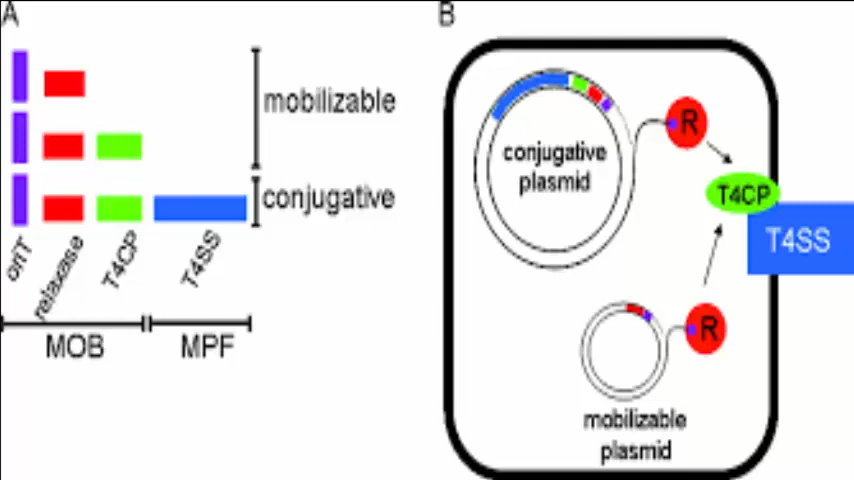 A
mobilizable
conjugative
oriT
relaxase
T4CP
T4SS
MOB
MPF
B
conjugative
plasmid
R
T4CP
T4SS
R
mobilizable
plasmid